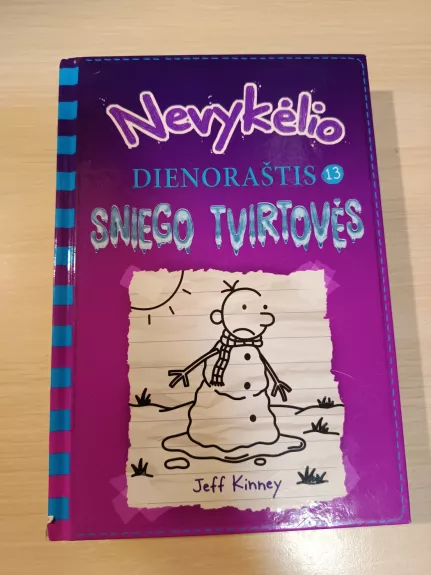 Nevykėlio
DIENORAŠTIS 13
SNIEGO TVIRTOVĖS
Jeff Kinney